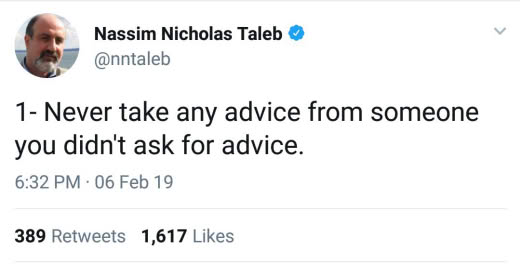 Nassim Nicholas Taleb
@nntaleb
1- Never take any advice from someone
you didn't ask for advice.
6:32 PM · 06 Feb 19
389 Retweets 1,617 Likes